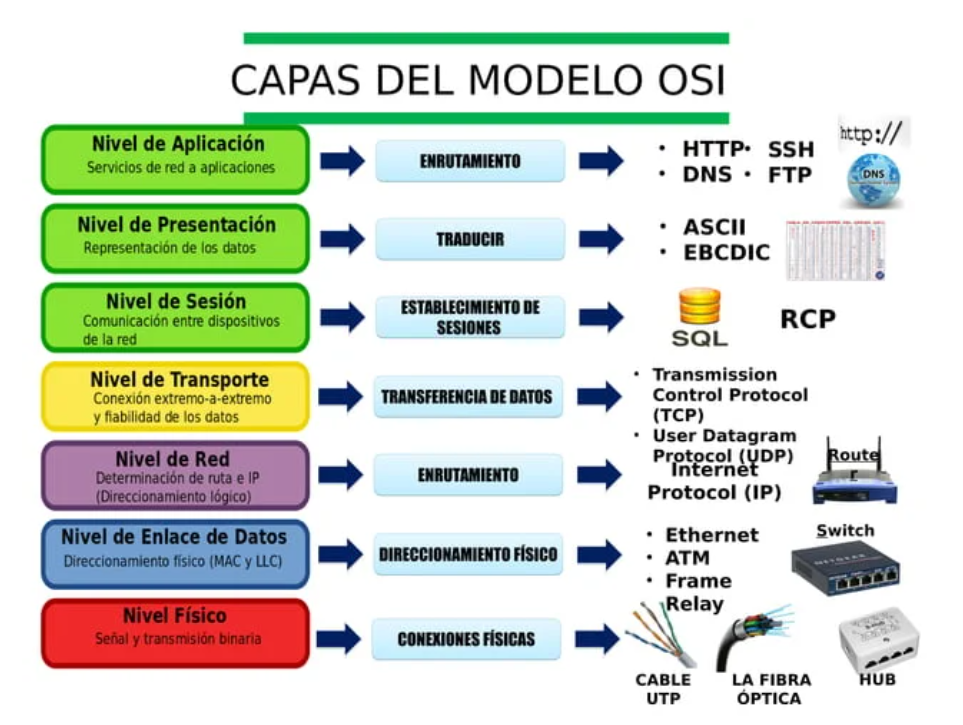 CAPAS DEL MODELO OSI
Nivel de Aplicación
Servicios de red a aplicaciones
ENRUTAMIENTO
• HTTP• SSH
• DNS • FTP
http://
DNS
Nivel de Presentación
Representación de los datos
TRADUCIR
• ASCII
• EBCDIC
Nivel de Sesión
Comunicación entre dispositivos
de la red
ESTABLECIMIENTO DE
SESIONES
SQL
RCP
Nivel de Transporte
Conexión extremo-a-extremo
y fiabilidad de los datos
TRANSFERENCIA DE DATOS
• Transmission
Control Protocol
(TCP)
• User Datagram
Protocol (UDP)
Nivel de Red
Determinación de ruta e IP
(Direccionamiento lógico)
ENRUTAMIENTO
Internet
Protocol (IP)
Route
r
Nivel de Enlace de Datos
Direccionamiento físico (MAC y LLC)
DIRECCIONAMIENTO FÍSICO
• Ethernet
• ATM
• Frame
Relay
Switch
NETGEAR
Nivel Físico
Señal y transmisión binaria
CONEXIONES FÍSICAS
CABLE
UTP
LA FIBRA
ÓPTICA
HUB